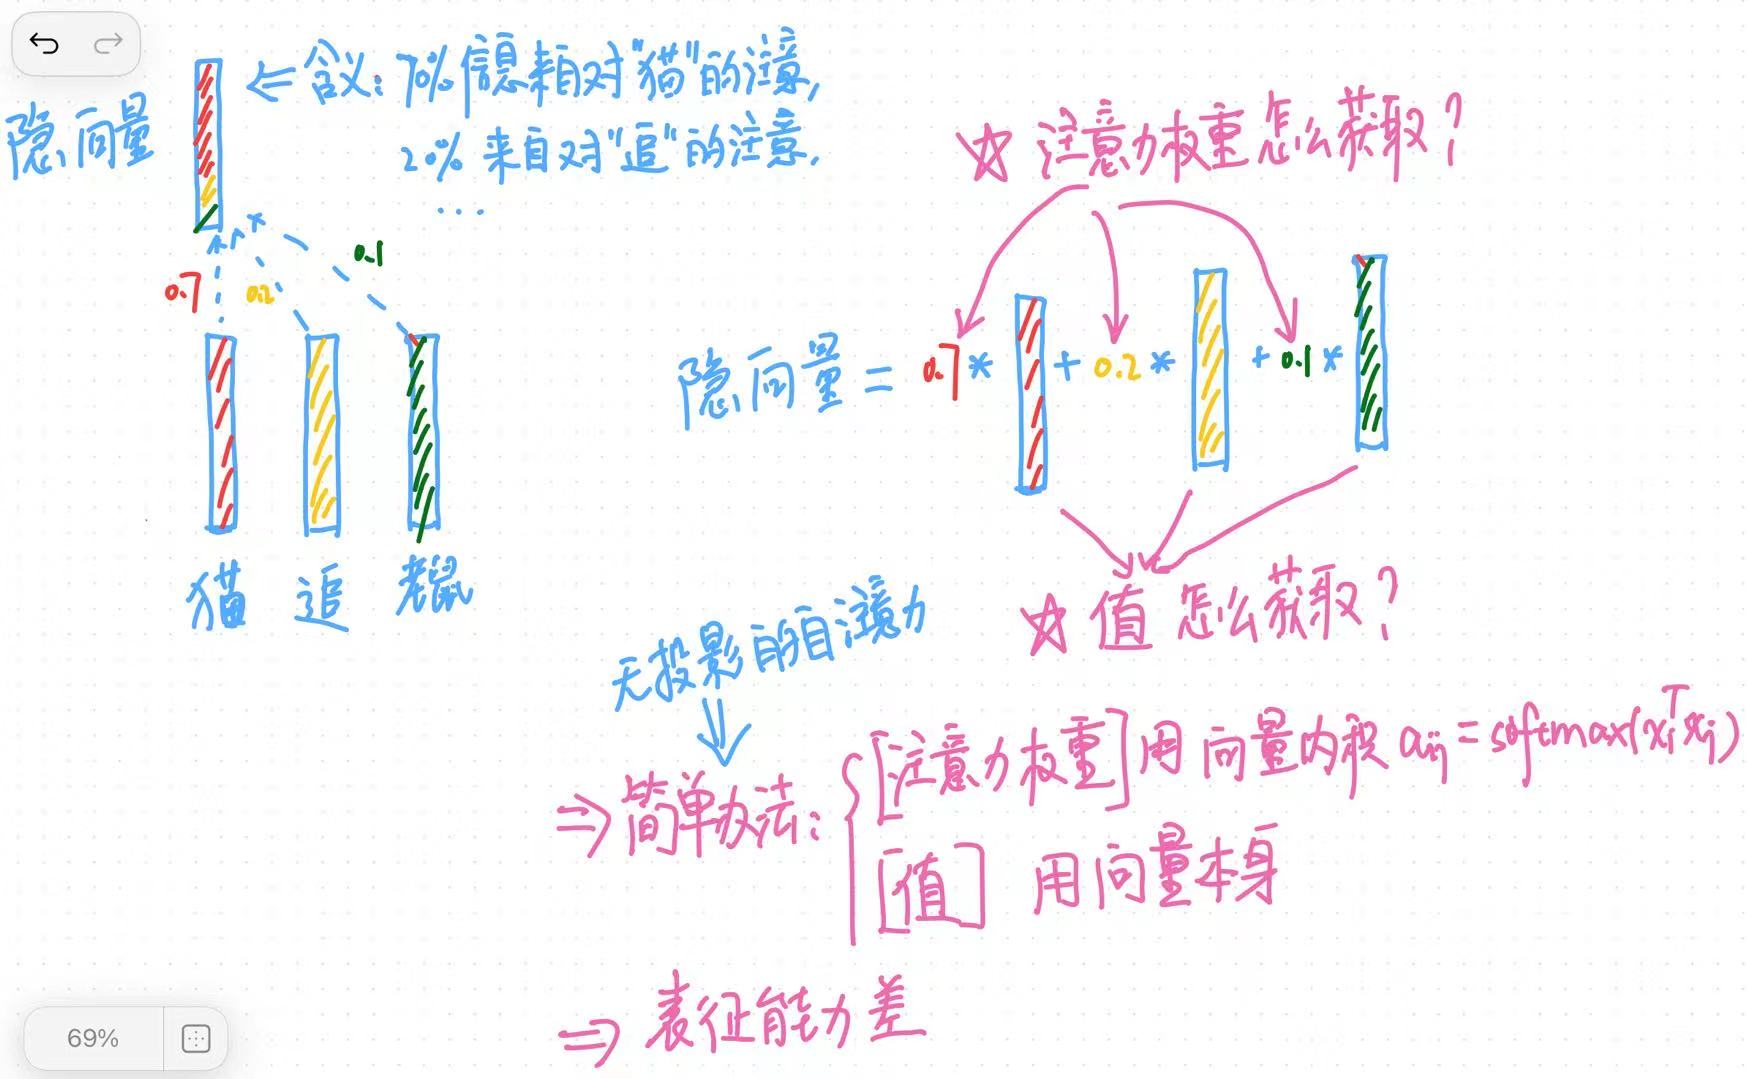 隐向量
⇐ 含义: 70% 信息来自对"猫"的注意,
20% 来自对"追"的注意,
...
0.7 0.2 0.1
猫 追 老鼠
☆ 注意力权重怎么获取?
隐向量 = 0.7 * + 0.2 * + 0.1 *
☆ 值 怎么获取?
无投影的自注意力
⇒ 简单办法: { [注意力权重] 用 向量内积 aij = softmax(xi^T xj)
[值] 用向量本身
⇒ 表征能力差
69%